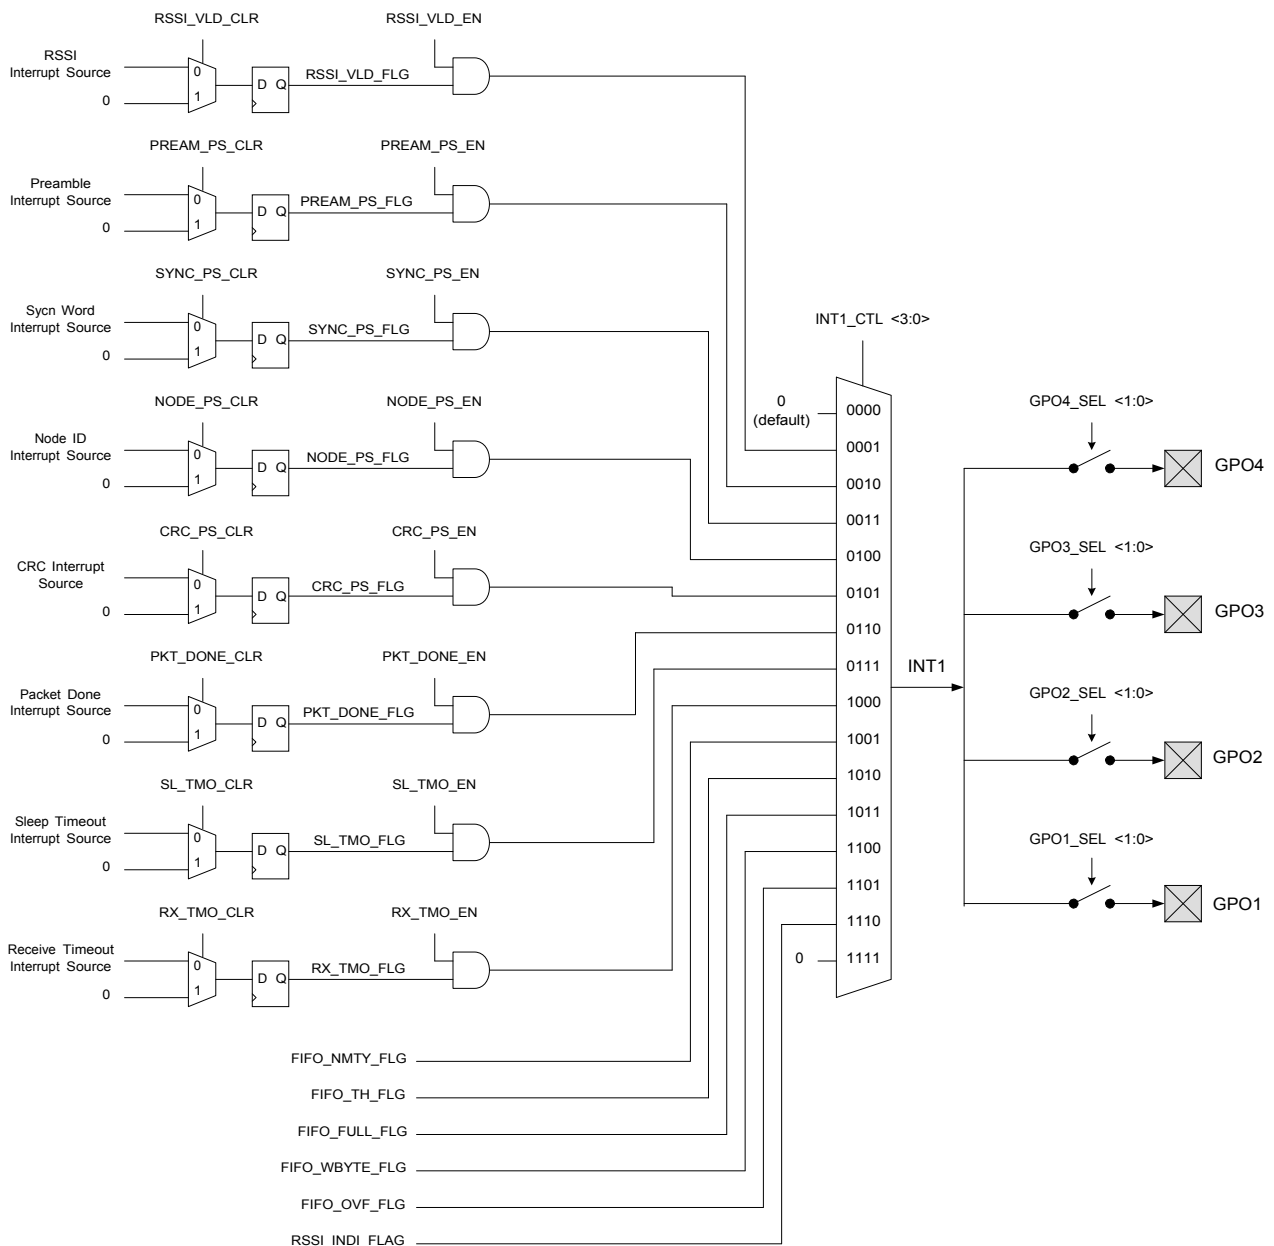 RSSI_VLD_CLR
RSSI_VLD_EN
RSSI
Interrupt Source
0
0
1
D Q
RSSI_VLD_FLG
PREAM_PS_CLR
PREAM_PS_EN
Preamble
Interrupt Source
0
0
1
D Q
PREAM_PS_FLG
SYNC_PS_CLR
SYNC_PS_EN
Sycn Word
Interrupt Source
0
0
1
D Q
SYNC_PS_FLG
NODE_PS_CLR
NODE_PS_EN
Node ID
Interrupt Source
0
0
1
D Q
NODE_PS_FLG
CRC_PS_CLR
CRC_PS_EN
CRC Interrupt
Source
0
0
1
D Q
CRC_PS_FLG
PKT_DONE_CLR
PKT_DONE_EN
Packet Done
Interrupt Source
0
0
1
D Q
PKT_DONE_FLG
SL_TMO_CLR
SL_TMO_EN
Sleep Timeout
Interrupt Source
0
0
1
D Q
SL_TMO_FLG
RX_TMO_CLR
RX_TMO_EN
Receive Timeout
Interrupt Source
0
0
1
D Q
RX_TMO_FLG
FIFO_NMTY_FLG
FIFO_TH_FLG
FIFO_FULL_FLG
FIFO_WBYTE_FLG
FIFO_OVF_FLG
RSSI_INDI_FLAG
INT1_CTL <3:0>
0
(default)
0000
0001
0010
0011
0100
0101
0110
0111
1000
1001
1010
1011
1100
1101
1110
0
1111
INT1
GPO4_SEL <1:0>
GPO4
GPO3_SEL <1:0>
GPO3
GPO2_SEL <1:0>
GPO2
GPO1_SEL <1:0>
GPO1